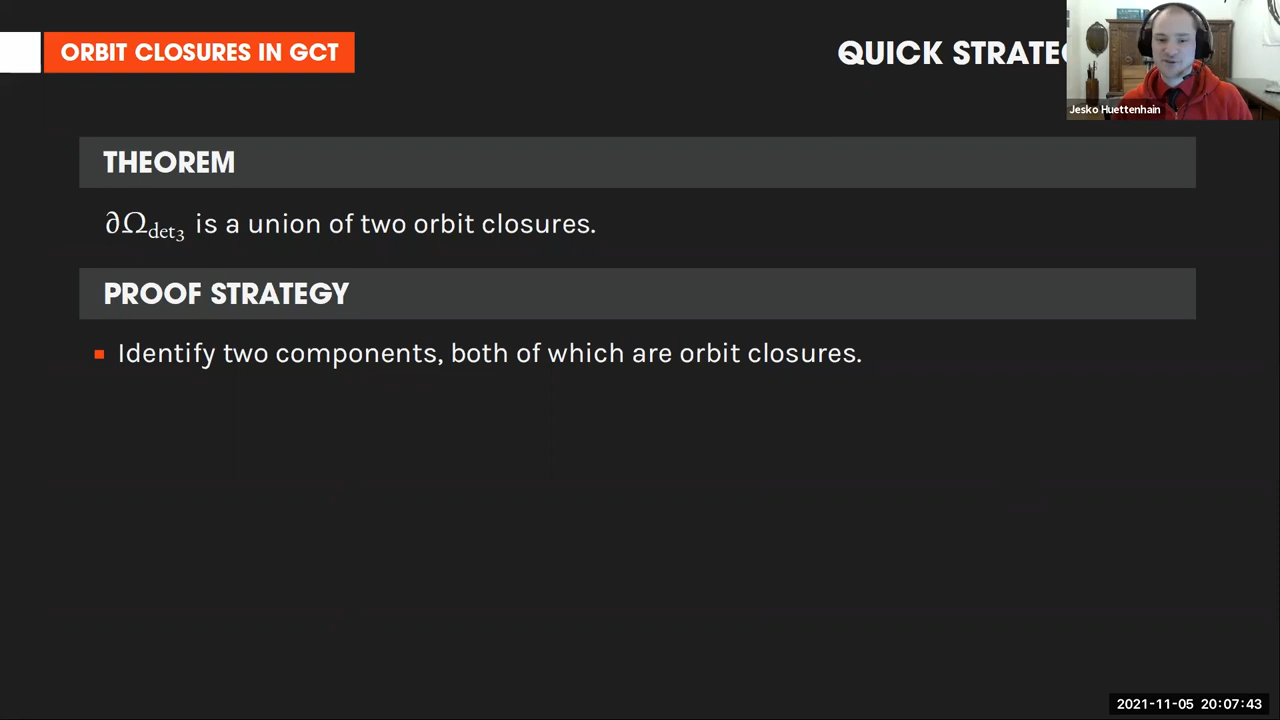 ORBIT CLOSURES IN GCT
QUICK
Jesko Huettenhain
THEOREM
∂Ω_det₃ is a union of two orbit closures.
PROOF STRATEGY
Identify two components, both of which are orbit closures.
2021-11-05 20:07:43